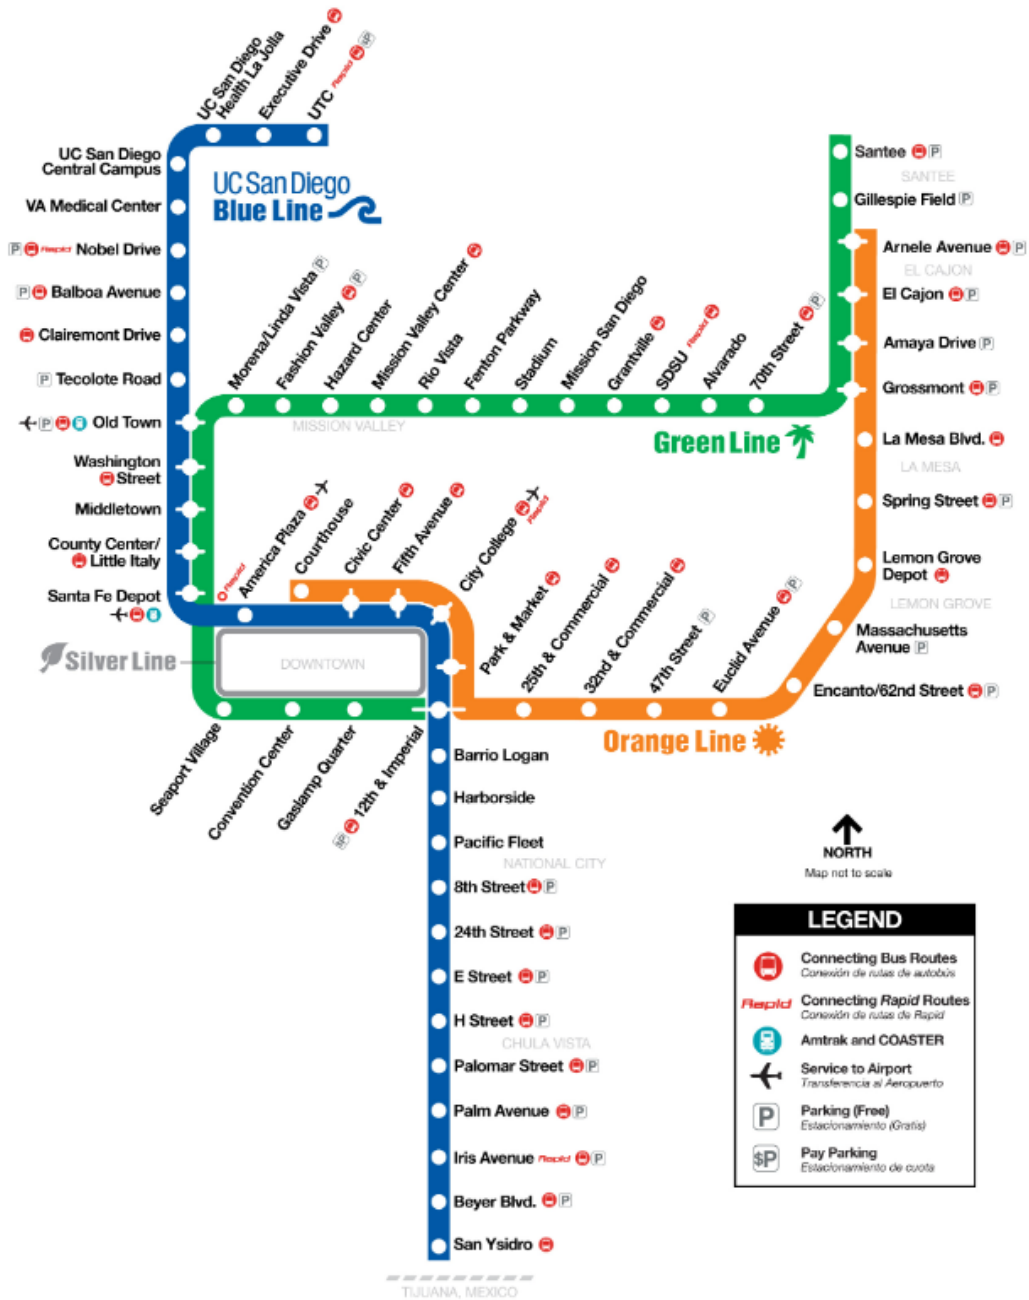 UC San Diego
Health La Jolla
Executive Drive
UTC Rapid $P
UC San Diego
Central Campus
VA Medical Center
P Rapid Nobel Drive
P Balboa Avenue
Clairemont Drive
P Tecolote Road
P Old Town
Washington
Street
Middletown
County Center/
Little Italy
Santa Fe Depot
UC San Diego
Blue Line
Morena/Linda Vista P
Fashion Valley P
Hazard Center
Mission Valley Center
Rio Vista
Fenton Parkway
Stadium
Mission San Diego
Grantville
SDSU Rapid
Alvarado
70th Street P
MISSION VALLEY
Green Line
Santee P
SANTEE
Gillespie Field P
Arnele Avenue P
EL CAJON
El Cajon P
Amaya Drive P
Grossmont P
La Mesa Blvd.
LA MESA
Spring Street P
Lemon Grove
Depot
LEMON GROVE
Massachusetts
Avenue P
Encanto/62nd Street P
Rapid
America Plaza
Courthouse
Civic Center
Fifth Avenue
City College Rapid
Park & Market
25th & Commercial
32nd & Commercial
47th Street P
Euclid Avenue P
Silver Line
DOWNTOWN
Orange Line
Seaport Village
Convention Center
Gaslamp Quarter
$P 12th & Imperial
Barrio Logan
Harborside
Pacific Fleet
NATIONAL CITY
8th Street P
24th Street P
E Street P
H Street P
CHULA VISTA
Palomar Street P
Palm Avenue P
Iris Avenue Rapid P
Beyer Blvd. P
San Ysidro
TIJUANA, MEXICO
NORTH
Map not to scale
LEGEND
Connecting Bus Routes
Conexión de rutas de autobús
Rapid Connecting Rapid Routes
Conexión de rutas de Rapid
Amtrak and COASTER
Service to Airport
Transferencia al Aeropuerto
P Parking (Free)
Estacionamiento (Gratis)
$P Pay Parking
Estacionamiento de cuota